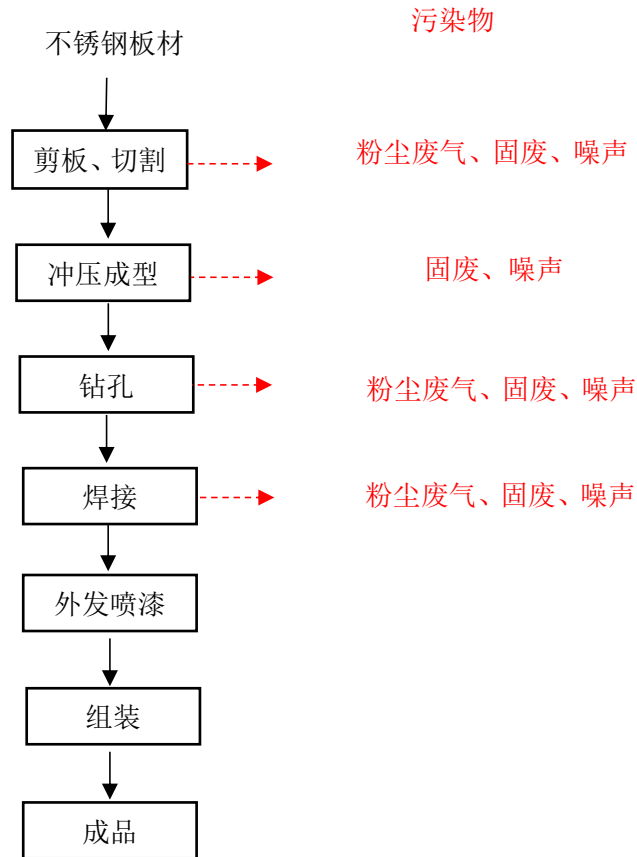 污染物
不锈钢板材
剪板、切割
粉尘废气、固废、噪声
冲压成型
固废、噪声
钻孔
粉尘废气、固废、噪声
焊接
粉尘废气、固废、噪声
外发喷漆
组装
成品